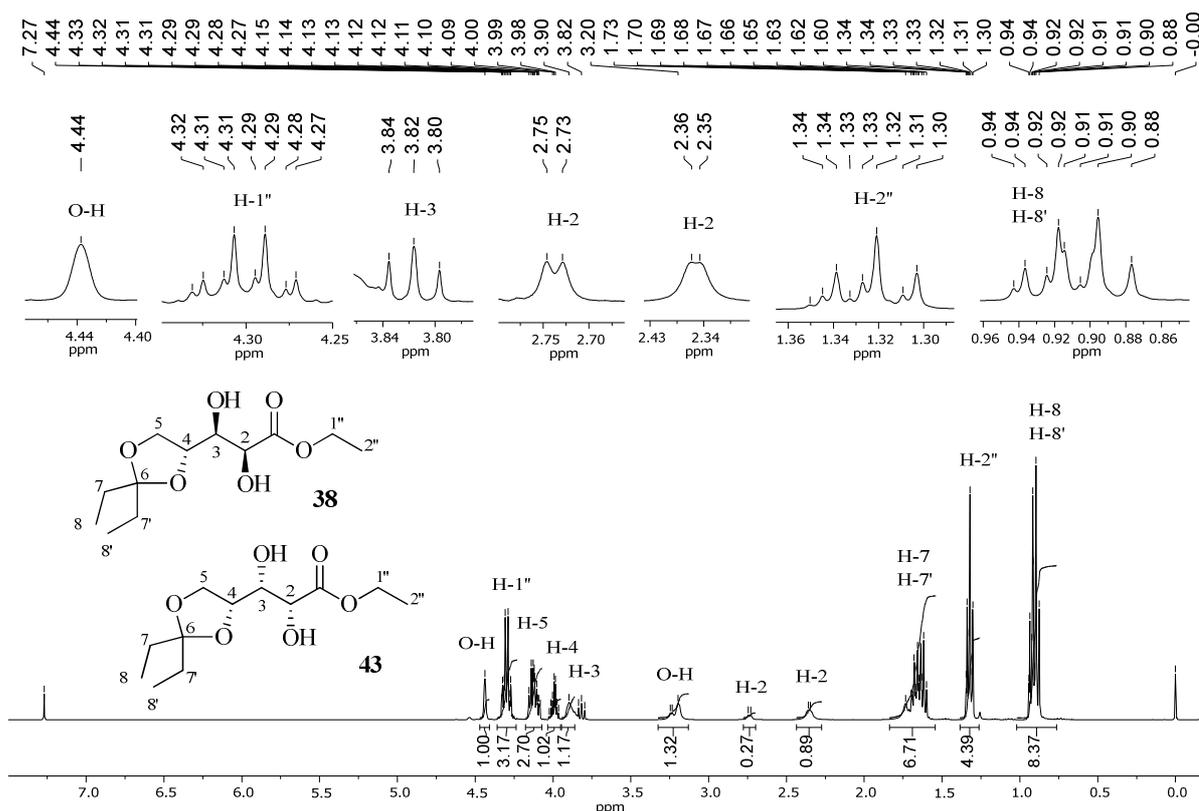 7.27 4.44 4.33 4.32 4.31 4.31 4.29 4.29 4.28 4.27 4.15 4.14 4.13 4.13 4.12 4.12 4.11 4.10 4.09 4.00 3.99 3.98 3.90 3.82 3.20 1.73 1.70 1.69 1.68 1.67 1.66 1.65 1.63 1.62 1.60 1.34 1.34 1.33 1.33 1.32 1.31 1.30 0.94 0.94 0.92 0.92 0.91 0.91 0.90 0.88 -0.00
4.44 4.32 4.31 4.31 4.29 4.29 4.28 4.27 3.84 3.82 3.80 2.75 2.73 2.36 2.35 1.34 1.34 1.33 1.33 1.32 1.31 1.30 0.94 0.94 0.92 0.92 0.91 0.91 0.90 0.88
O-H H-1" H-3 H-2 H-2 H-2" H-8
H-8'
4.44 4.40 4.30 4.25 3.84 3.80 2.75 2.70 2.43 2.34 1.36 1.34 1.32 1.30 0.96 0.94 0.92 0.90 0.88 0.86
ppm ppm ppm ppm ppm ppm ppm
OH O
5 4 3 2 O 1" 2"
O O 6 OH
7 7' 8 8'
38
OH O
5 4 3 2 O 1" 2"
O O 6 OH
7 7' 8 8'
43
O-H H-1" H-5 H-4 H-3 O-H H-2 H-2
H-7
H-7'
H-2"
H-8
H-8'
1.00 3.17 2.70 1.02 1.17 1.32 0.27 0.89 6.71 4.39 8.37
7.0 6.5 6.0 5.5 5.0 4.5 4.0 3.5 3.0 2.5 2.0 1.5 1.0 0.5 0.0
ppm